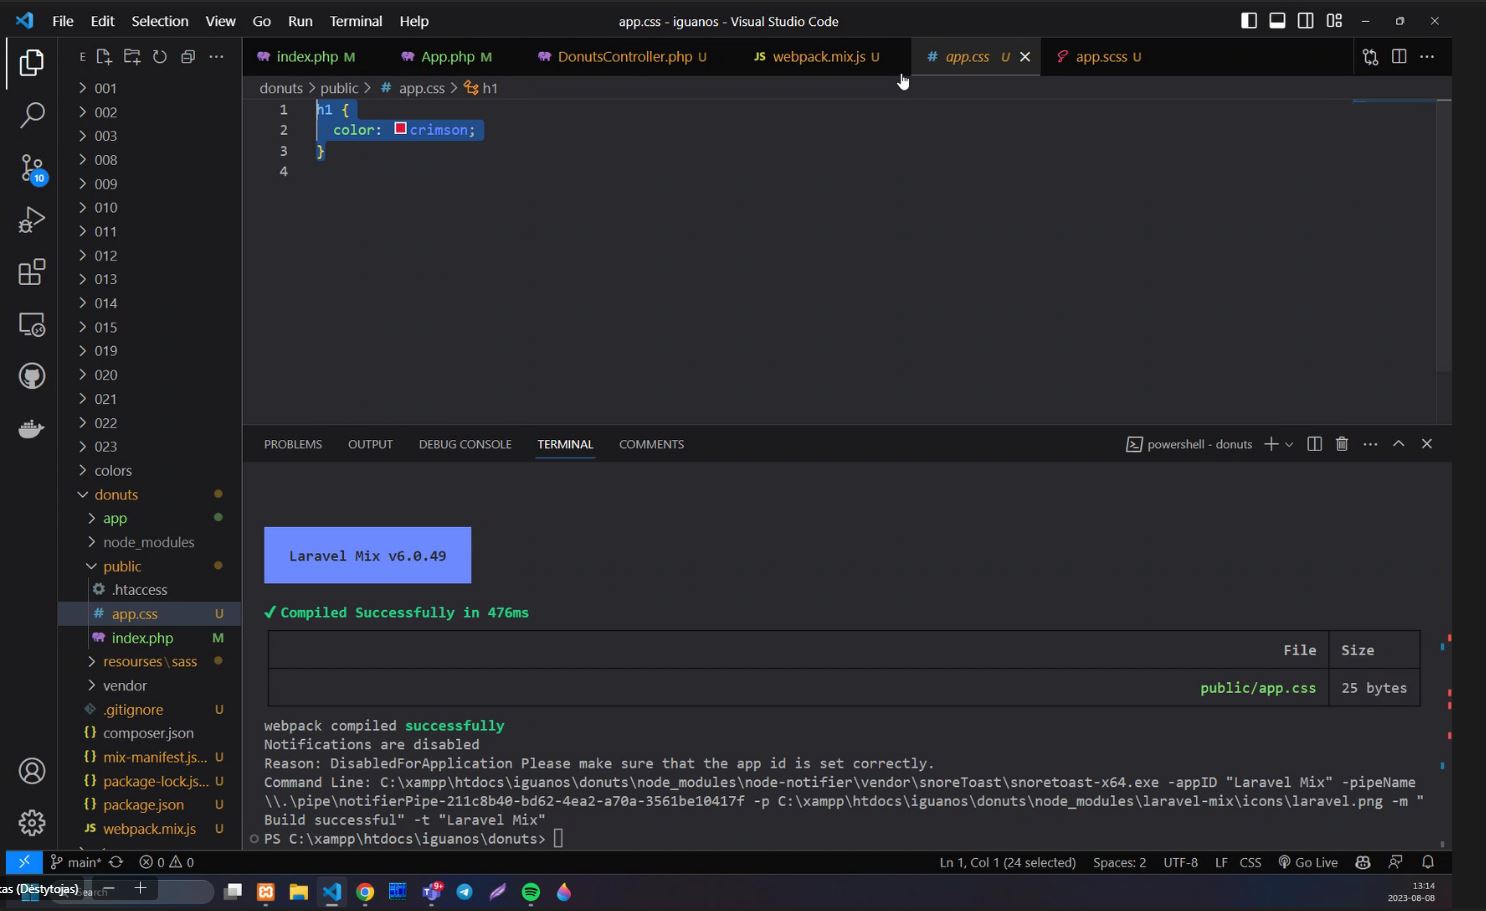 File Edit Selection View Go Run Terminal Help
app.css - iguanos - Visual Studio Code
E
index.php M
App.php M
DonutsController.php U
JS webpack.mix.js U
# app.css U
app.scss U
donuts > public > # app.css > h1
1 h1 {
2 color: crimson;
3 }
4
10
> 001
> 002
> 003
> 008
> 009
> 010
> 011
> 012
> 013
> 014
> 015
> 019
> 020
> 021
> 022
> 023
> colors
donuts
> app
> node_modules
public
.htaccess
# app.css U
index.php M
> resourses\sass
> vendor
.gitignore U
{} composer.json
{} mix-manifest.js... U
{} package-lock.js... U
{} package.json U
JS webpack.mix.js U
PROBLEMS OUTPUT DEBUG CONSOLE TERMINAL COMMENTS
powershell - donuts
Laravel Mix v6.0.49
✓ Compiled Successfully in 476ms
File Size
public/app.css 25 bytes
webpack compiled successfully
Notifications are disabled
Reason: DisabledForApplication Please make sure that the app id is set correctly.
Command Line: C:\xampp\htdocs\iguanos\donuts\node_modules\node-notifier\vendor\snoreToast\snoretoast-x64.exe -appID "Laravel Mix" -pipeName
\\.\pipe\notifierPipe-211c8b40-bd62-4ea2-a70a-3561be10417f -p C:\xampp\htdocs\iguanos\donuts\node_modules\laravel-mix\icons\laravel.png -m "
Build successful" -t "Laravel Mix"
PS C:\xampp\htdocs\iguanos\donuts>
main* 0 0
Ln 1, Col 1 (24 selected) Spaces: 2 UTF-8 LF CSS Go Live
tas (Dėstytojas)
Search
9+
13:14
2023-08-08